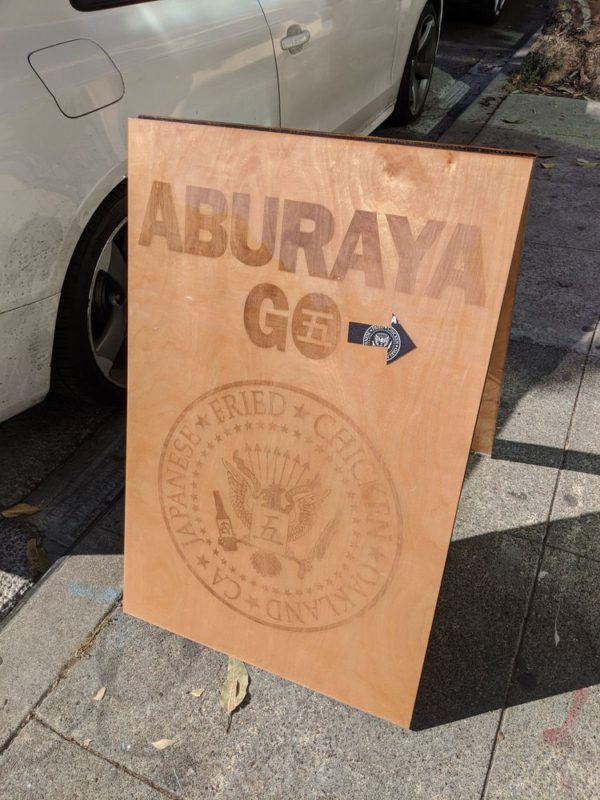 ABURAYA
GO五
JAPANESE ★ FRIED ★ CHICKEN ★ OAKLAND ★ CA ★
五